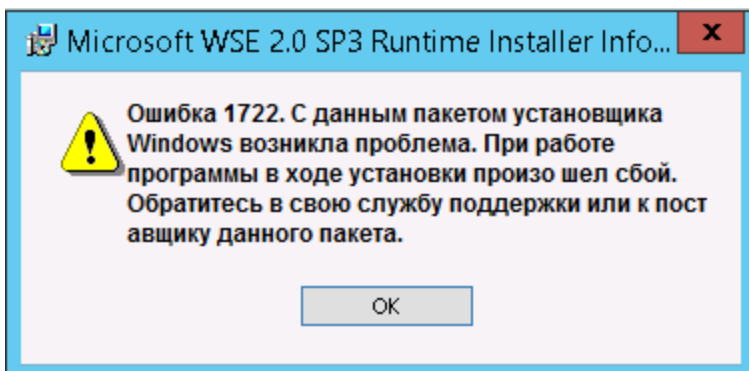 Microsoft WSE 2.0 SP3 Runtime Installer Info...
Ошибка 1722. С данным пакетом установщика
Windows возникла проблема. При работе
программы в ходе установки произо шел сбой.
Обратитесь в свою службу поддержки или к пост
авщику данного пакета.
OK